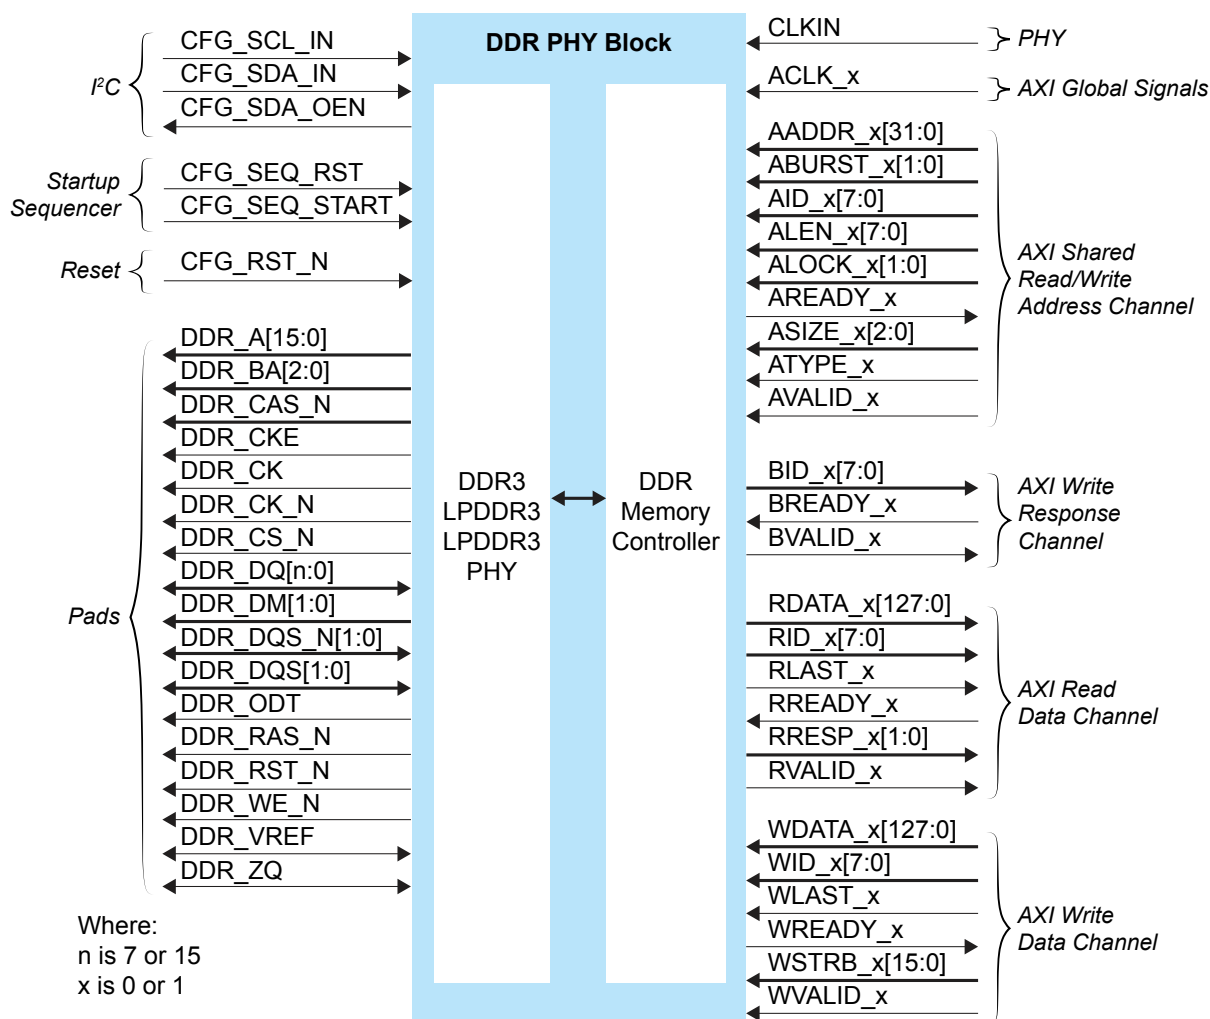 DDR PHY Block
CFG_SCL_IN
CFG_SDA_IN
CFG_SDA_OEN
I²C
CFG_SEQ_RST
CFG_SEQ_START
Startup
Sequencer
CFG_RST_N
Reset
DDR_A[15:0]
DDR_BA[2:0]
DDR_CAS_N
DDR_CKE
DDR_CK
DDR_CK_N
DDR_CS_N
DDR_DQ[n:0]
DDR_DM[1:0]
DDR_DQS_N[1:0]
DDR_DQS[1:0]
DDR_ODT
DDR_RAS_N
DDR_RST_N
DDR_WE_N
DDR_VREF
DDR_ZQ
Pads
Where:
n is 7 or 15
x is 0 or 1
DDR3
LPDDR3
LPDDR3
PHY
DDR
Memory
Controller
CLKIN
PHY
ACLK_x
AXI Global Signals
AADDR_x[31:0]
ABURST_x[1:0]
AID_x[7:0]
ALEN_x[7:0]
ALOCK_x[1:0]
AREADY_x
ASIZE_x[2:0]
ATYPE_x
AVALID_x
AXI Shared
Read/Write
Address Channel
BID_x[7:0]
BREADY_x
BVALID_x
AXI Write
Response
Channel
RDATA_x[127:0]
RID_x[7:0]
RLAST_x
RREADY_x
RRESP_x[1:0]
RVALID_x
AXI Read
Data Channel
WDATA_x[127:0]
WID_x[7:0]
WLAST_x
WREADY_x
WSTRB_x[15:0]
WVALID_x
AXI Write
Data Channel